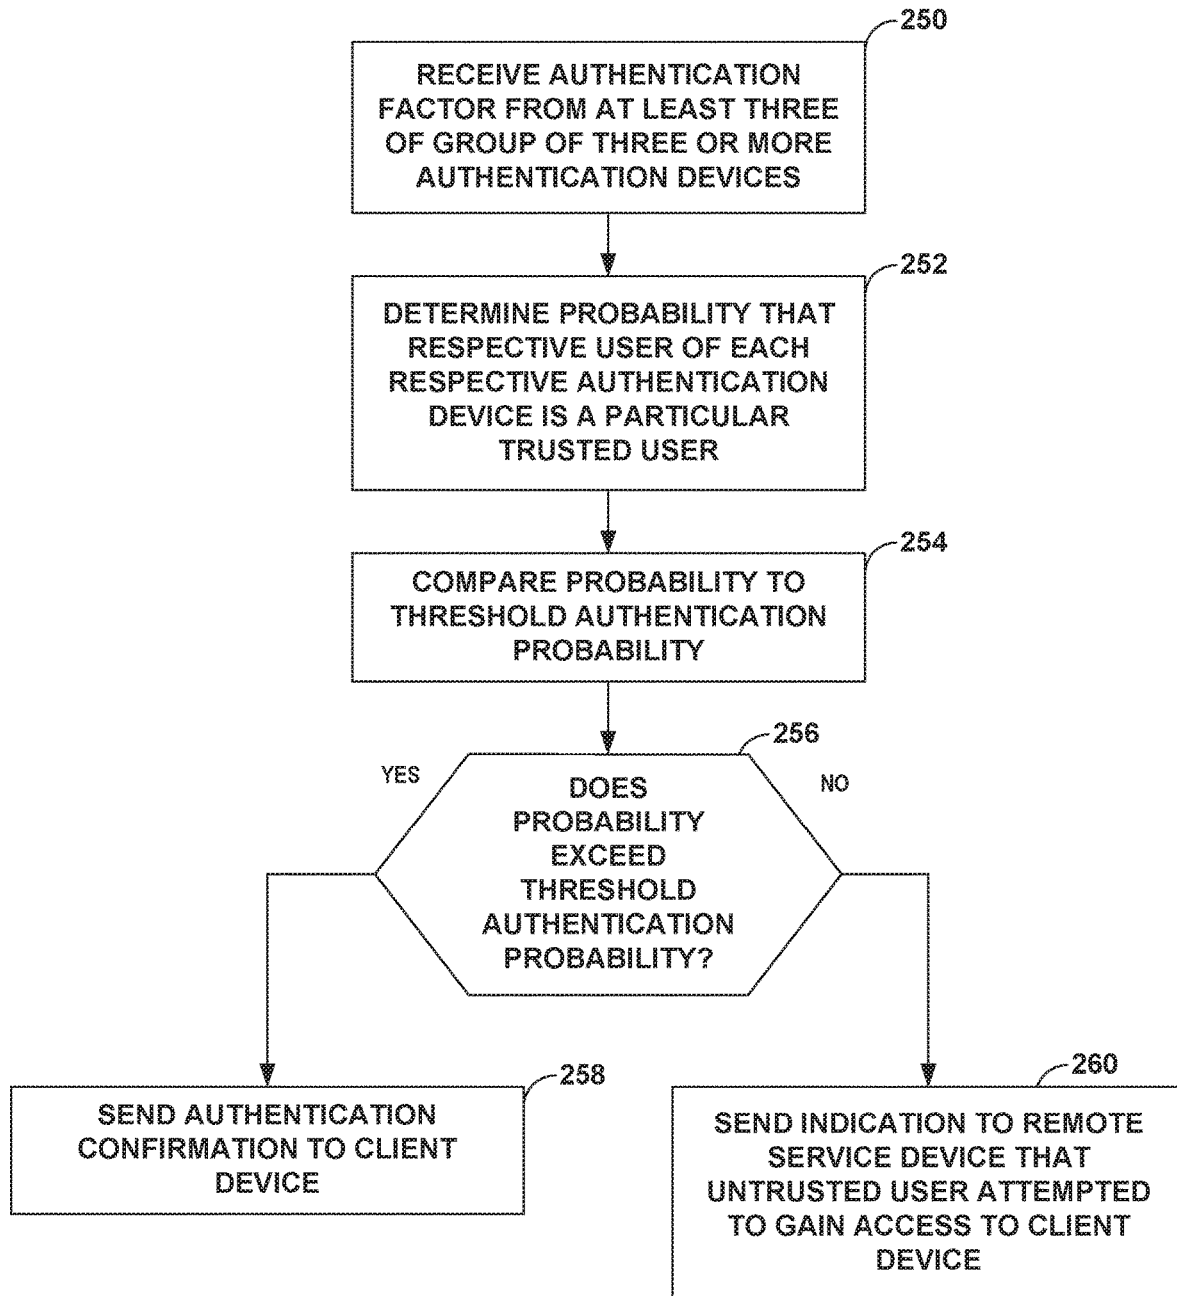 250
RECEIVE AUTHENTICATION
FACTOR FROM AT LEAST THREE
OF GROUP OF THREE OR MORE
AUTHENTICATION DEVICES
252
DETERMINE PROBABILITY THAT
RESPECTIVE USER OF EACH
RESPECTIVE AUTHENTICATION
DEVICE IS A PARTICULAR
TRUSTED USER
254
COMPARE PROBABILITY TO
THRESHOLD AUTHENTICATION
PROBABILITY
256
YES
NO
DOES
PROBABILITY
EXCEED
THRESHOLD
AUTHENTICATION
PROBABILITY?
258
SEND AUTHENTICATION
CONFIRMATION TO CLIENT
DEVICE
260
SEND INDICATION TO REMOTE
SERVICE DEVICE THAT
UNTRUSTED USER ATTEMPTED
TO GAIN ACCESS TO CLIENT
DEVICE